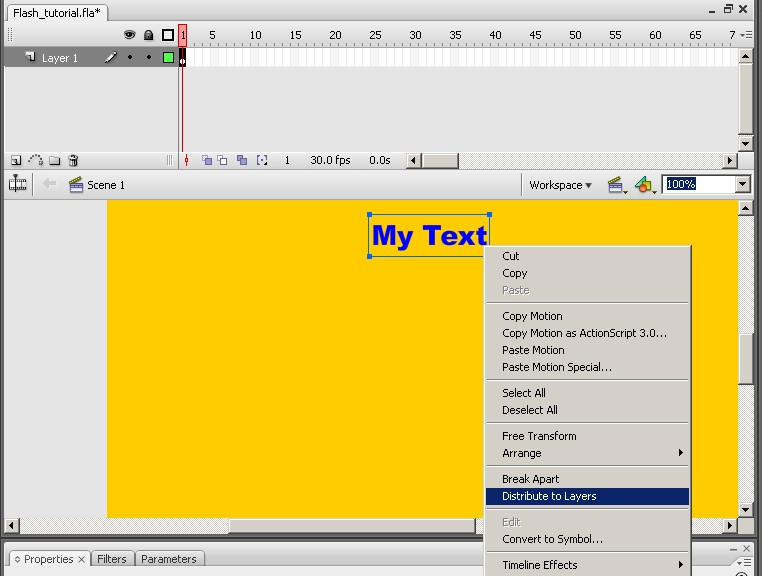 Flash_tutorial.fla*
1 5 10 15 20 25 30 35 40 45 50 55 60 65 7
Layer 1
1 30.0 fps 0.0s
Scene 1 Workspace 100%
My Text
Cut
Copy
Paste
Copy Motion
Copy Motion as ActionScript 3.0...
Paste Motion
Paste Motion Special...
Select All
Deselect All
Free Transform
Arrange
Break Apart
Distribute to Layers
Edit
Convert to Symbol...
Timeline Effects
Properties Filters Parameters